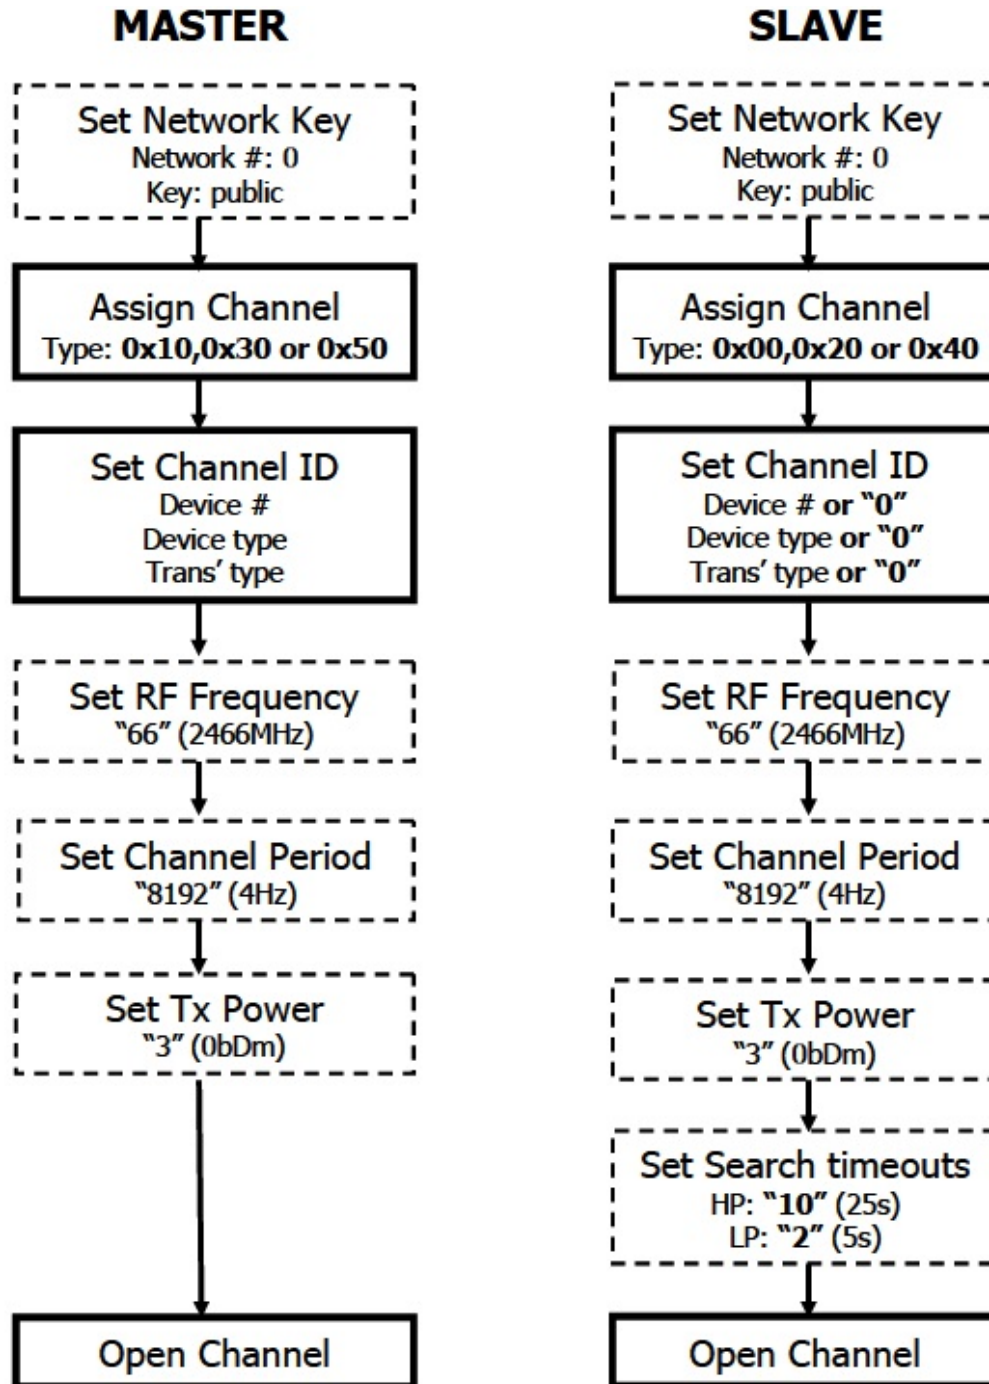 MASTER
Set Network Key
Network #: 0
Key: public
Assign Channel
Type: 0x10,0x30 or 0x50
Set Channel ID
Device #
Device type
Trans’ type
Set RF Frequency
“66” (2466MHz)
Set Channel Period
“8192” (4Hz)
Set Tx Power
“3” (0bDm)
Open Channel
SLAVE
Set Network Key
Network #: 0
Key: public
Assign Channel
Type: 0x00,0x20 or 0x40
Set Channel ID
Device # or “0”
Device type or “0”
Trans’ type or “0”
Set RF Frequency
“66” (2466MHz)
Set Channel Period
“8192” (4Hz)
Set Tx Power
“3” (0bDm)
Set Search timeouts
HP: “10” (25s)
LP: “2” (5s)
Open Channel